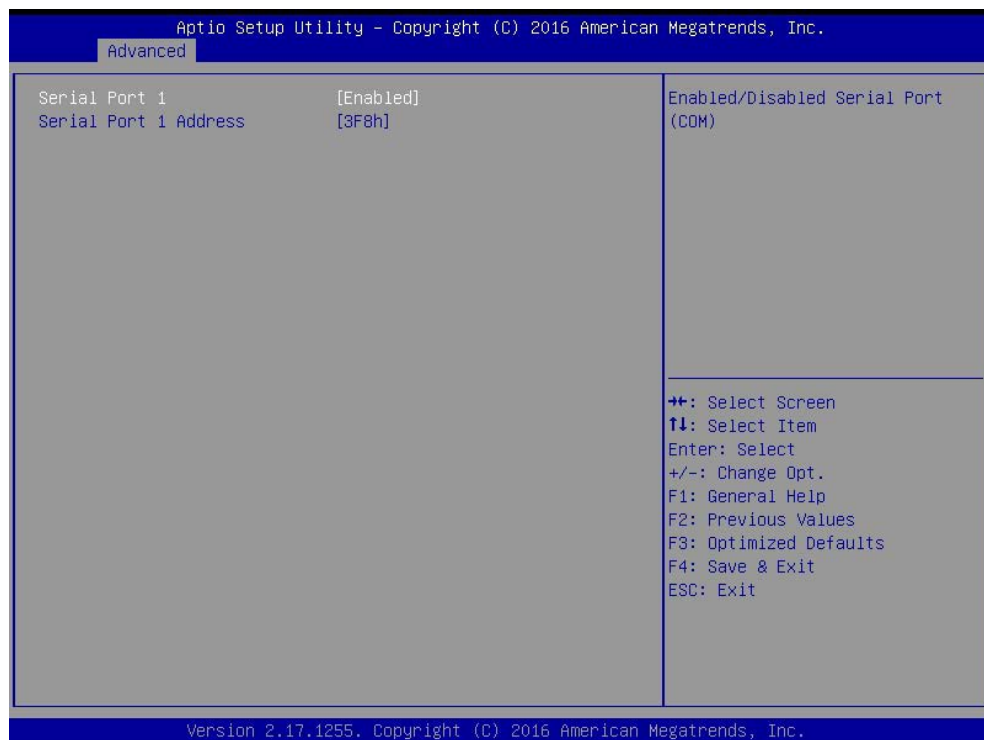 Aptio Setup Utility – Copyright (C) 2016 American Megatrends, Inc.
Advanced
Serial Port 1 [Enabled]
Serial Port 1 Address [3F8h]
Enabled/Disabled Serial Port
(COM)
→←: Select Screen
↑↓: Select Item
Enter: Select
+/-: Change Opt.
F1: General Help
F2: Previous Values
F3: Optimized Defaults
F4: Save & Exit
ESC: Exit
Version 2.17.1255. Copyright (C) 2016 American Megatrends, Inc.